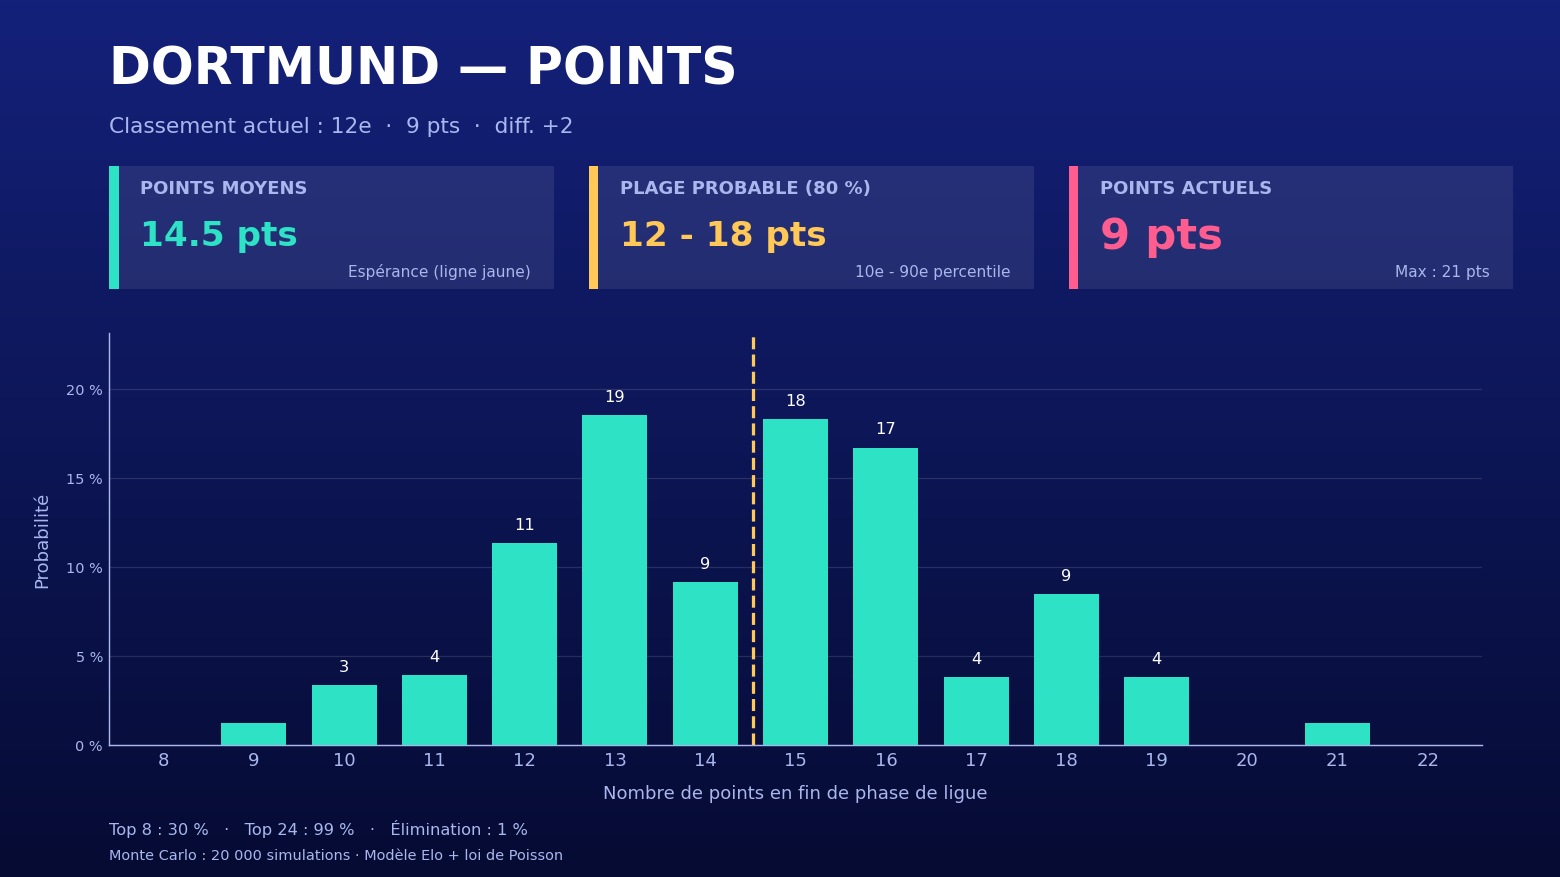 DORTMUND — POINTS
Classement actuel : 12e · 9 pts · diff. +2
POINTS MOYENS
14.5 pts
Espérance (ligne jaune)
PLAGE PROBABLE (80 %)
12 - 18 pts
10e - 90e percentile
POINTS ACTUELS
9 pts
Max : 21 pts
Probabilité
20 %
15 %
10 %
5 %
0 %
3
4
11
19
9
18
17
4
9
4
8 9 10 11 12 13 14 15 16 17 18 19 20 21 22
Nombre de points en fin de phase de ligue
Top 8 : 30 % · Top 24 : 99 % · Élimination : 1 %
Monte Carlo : 20 000 simulations · Modèle Elo + loi de Poisson